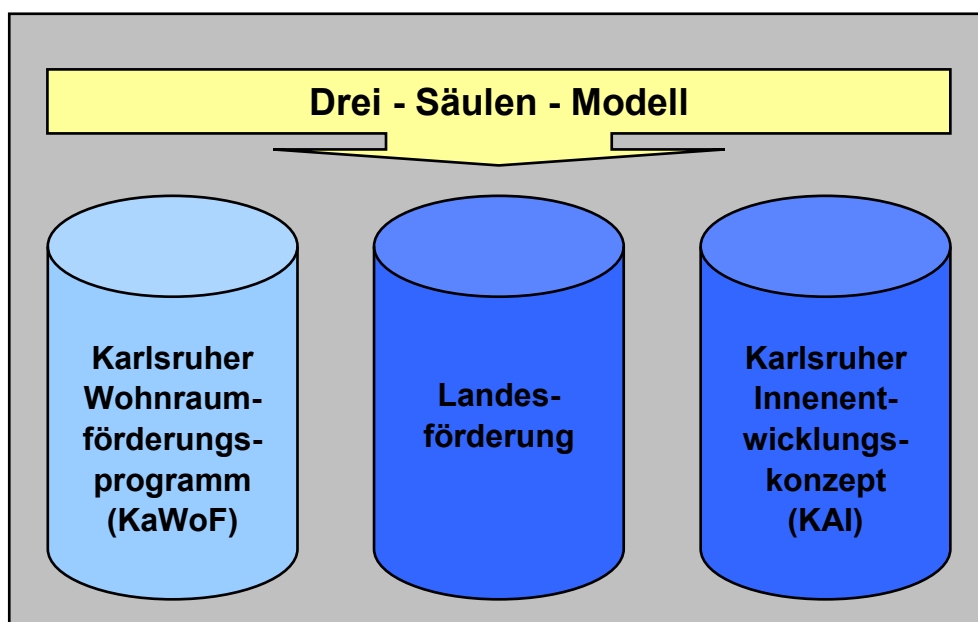 Drei - Säulen - Modell
Karlsruher
Wohnraum-
förderungs-
programm
(KaWoF)
Landes-
förderung
Karlsruher
Innenent-
wicklungs-
konzept
(KAI)